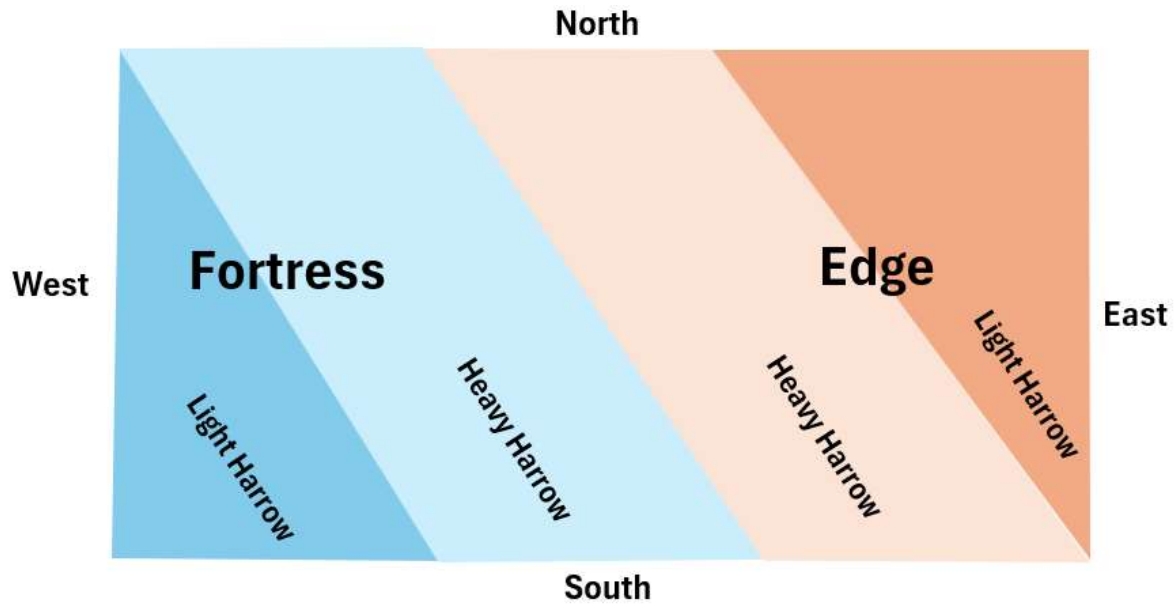 North
Fortress
Edge
West
East
Light Harrow
Heavy Harrow
Heavy Harrow
Light Harrow
South